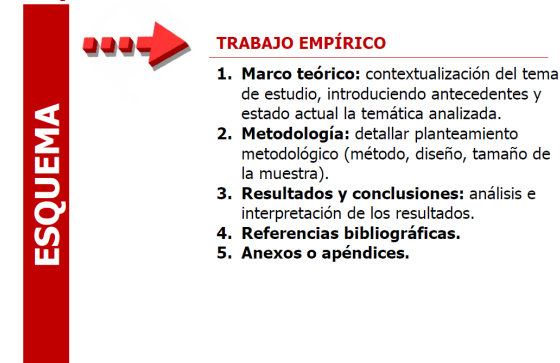 ESQUEMA
TRABAJO EMPÍRICO
1. Marco teórico: contextualización del tema
de estudio, introduciendo antecedentes y
estado actual la temática analizada.
2. Metodología: detallar planteamiento
metodológico (método, diseño, tamaño de
la muestra).
3. Resultados y conclusiones: análisis e
interpretación de los resultados.
4. Referencias bibliográficas.
5. Anexos o apéndices.